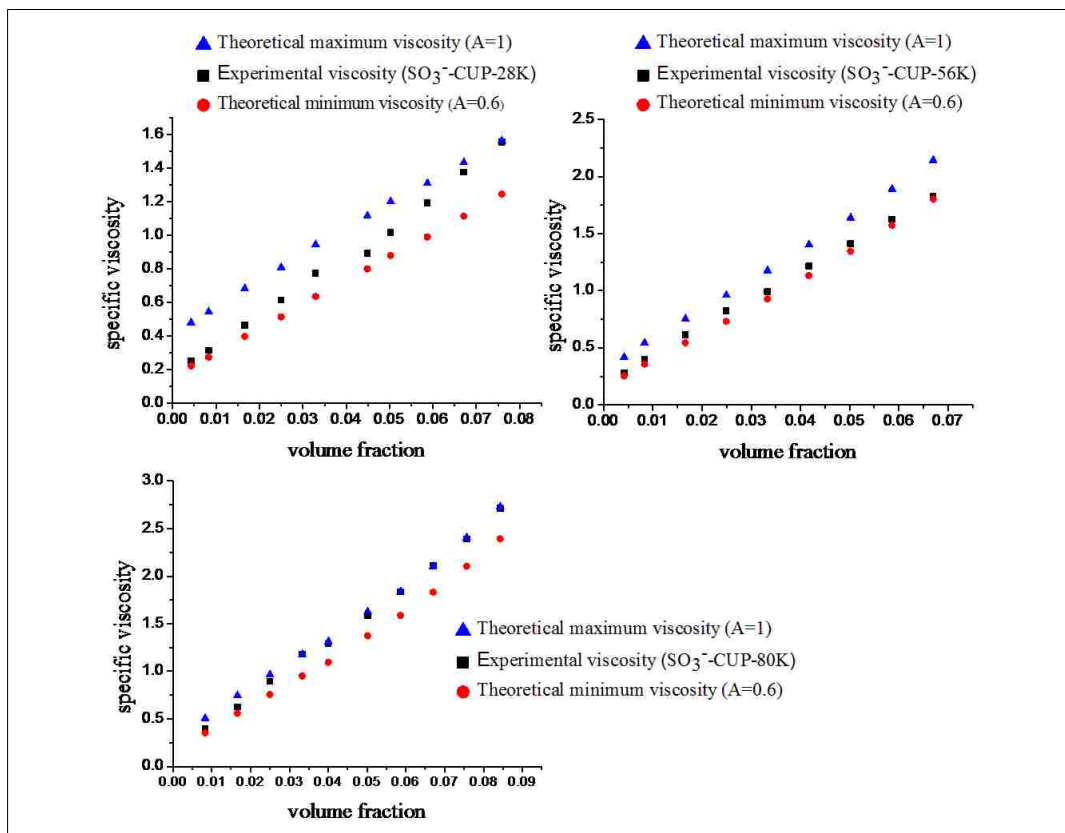 Theoretical maximum viscosity (A=1)
Experimental viscosity (SO₃⁻-CUP-28K)
Theoretical minimum viscosity (A=0.6)
1.6
1.4
1.2
1.0
0.8
0.6
0.4
0.2
0.0
specific viscosity
0.00 0.01 0.02 0.03 0.04 0.05 0.06 0.07 0.08
volume fraction
Theoretical maximum viscosity (A=1)
Experimental viscosity (SO₃⁻-CUP-56K)
Theoretical minimum viscosity (A=0.6)
2.5
2.0
1.5
1.0
0.5
0.0
specific viscosity
0.00 0.01 0.02 0.03 0.04 0.05 0.06 0.07
volume fraction
3.0
2.5
2.0
1.5
1.0
0.5
0.0
specific viscosity
Theoretical maximum viscosity (A=1)
Experimental viscosity (SO₃⁻-CUP-80K)
Theoretical minimum viscosity (A=0.6)
0.00 0.01 0.02 0.03 0.04 0.05 0.06 0.07 0.08 0.09
volume fraction